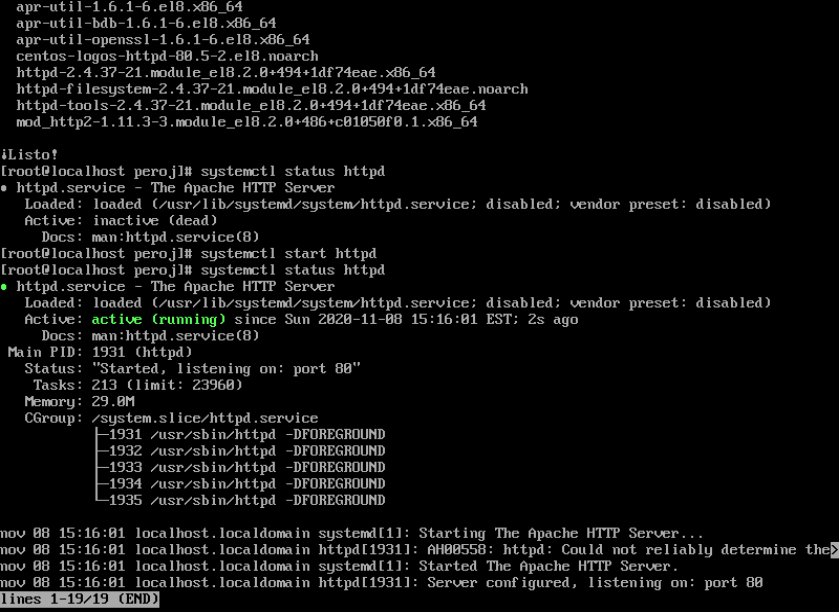 apr-util-1.6.1-6.el8.x86_64
apr-util-bdb-1.6.1-6.el8.x86_64
apr-util-openssl-1.6.1-6.el8.x86_64
centos-logos-httpd-80.5-2.el8.noarch
httpd-2.4.37-21.module_el8.2.0+494+1df74eae.x86_64
httpd-filesystem-2.4.37-21.module_el8.2.0+494+1df74eae.noarch
httpd-tools-2.4.37-21.module_el8.2.0+494+1df74eae.x86_64
mod_http2-1.11.3-3.module_el8.2.0+486+c01050f0.1.x86_64
¡Listo!
[root@localhost peroj]# systemctl status httpd
● httpd.service - The Apache HTTP Server
Loaded: loaded (/usr/lib/systemd/system/httpd.service; disabled; vendor preset: disabled)
Active: inactive (dead)
Docs: man:httpd.service(8)
[root@localhost peroj]# systemctl start httpd
[root@localhost peroj]# systemctl status httpd
● httpd.service - The Apache HTTP Server
Loaded: loaded (/usr/lib/systemd/system/httpd.service; disabled; vendor preset: disabled)
Active: active (running) since Sun 2020-11-08 15:16:01 EST; 2s ago
Docs: man:httpd.service(8)
Main PID: 1931 (httpd)
Status: "Started, listening on: port 80"
Tasks: 213 (limit: 23960)
Memory: 29.0M
CGroup: /system.slice/httpd.service
├─1931 /usr/sbin/httpd -DFOREGROUND
├─1932 /usr/sbin/httpd -DFOREGROUND
├─1933 /usr/sbin/httpd -DFOREGROUND
├─1934 /usr/sbin/httpd -DFOREGROUND
└─1935 /usr/sbin/httpd -DFOREGROUND
nov 08 15:16:01 localhost.localdomain systemd[1]: Starting The Apache HTTP Server...
nov 08 15:16:01 localhost.localdomain httpd[1931]: AH00558: httpd: Could not reliably determine the>
nov 08 15:16:01 localhost.localdomain systemd[1]: Started The Apache HTTP Server.
nov 08 15:16:01 localhost.localdomain httpd[1931]: Server configured, listening on: port 80
lines 1-19/19 (END)